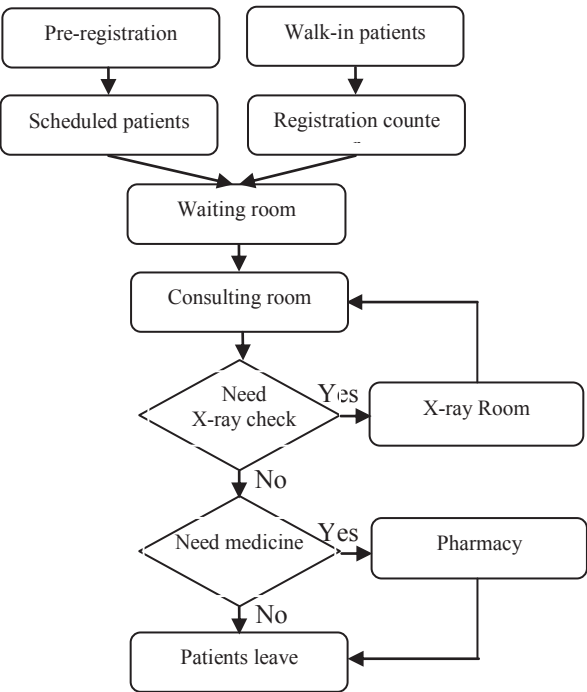 Pre-registration
Walk-in patients
Scheduled patients
Registration counte
Waiting room
Consulting room
Need
X-ray check
Yes
X-ray Room
No
Need medicine
Yes
Pharmacy
No
Patients leave